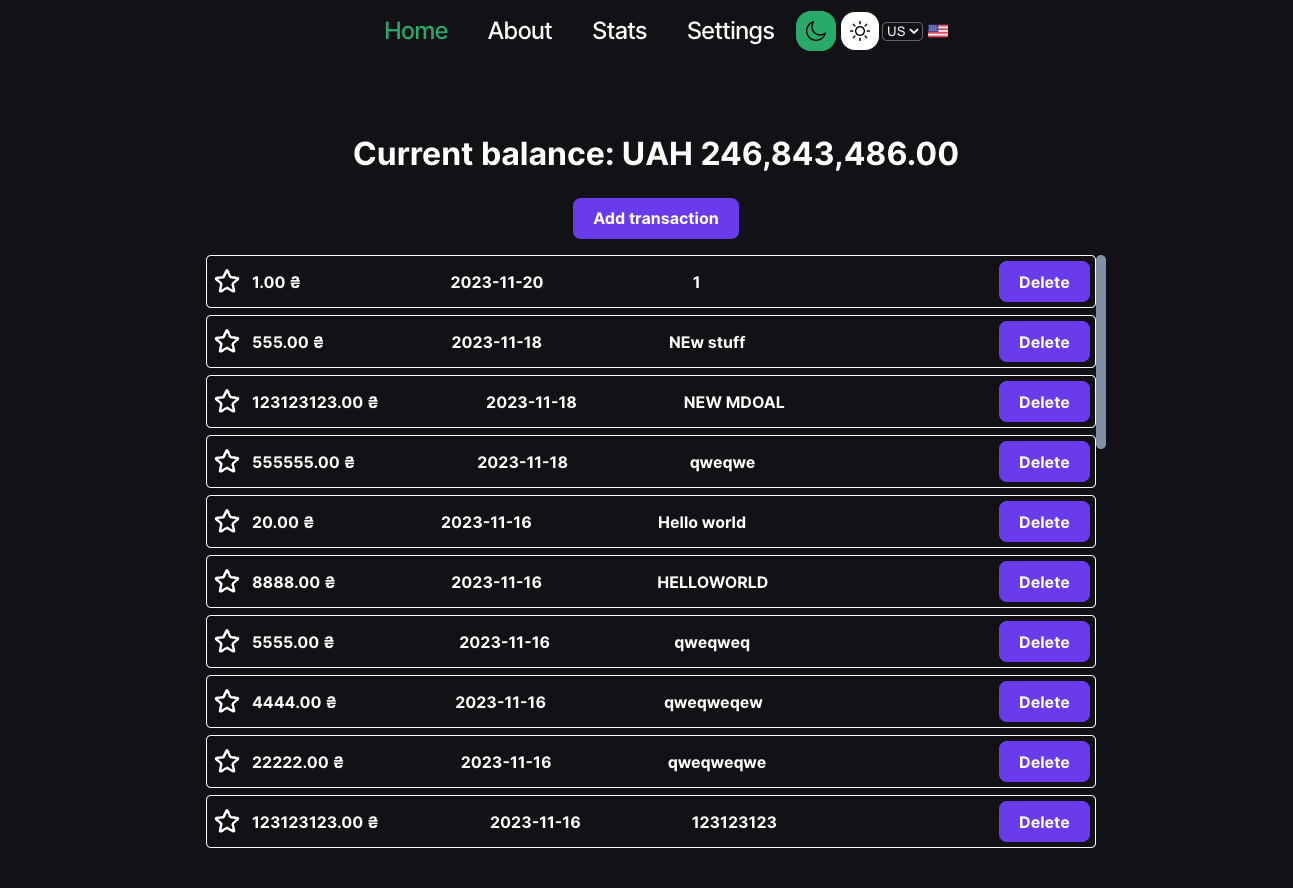 Home About Stats Settings US
Current balance: UAH 246,843,486.00
Add transaction
1.00 ₴ 2023-11-20 1 Delete
555.00 ₴ 2023-11-18 NEw stuff Delete
123123123.00 ₴ 2023-11-18 NEW MDOAL Delete
555555.00 ₴ 2023-11-18 qweqwe Delete
20.00 ₴ 2023-11-16 Hello world Delete
8888.00 ₴ 2023-11-16 HELLOWORLD Delete
5555.00 ₴ 2023-11-16 qweqweq Delete
4444.00 ₴ 2023-11-16 qweqweqew Delete
22222.00 ₴ 2023-11-16 qweqweqwe Delete
123123123.00 ₴ 2023-11-16 123123123 Delete